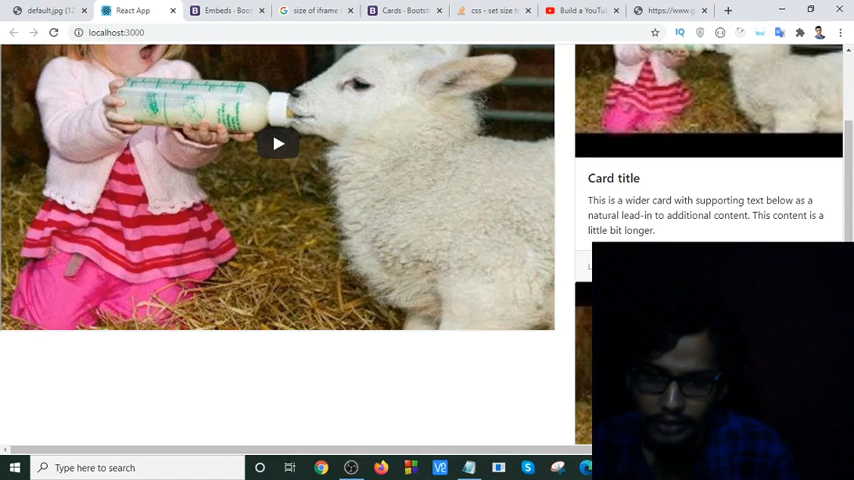 default.jpg (12
React App
Embeds · Boo
size of iframe
Cards · Bootst
css - set size t
Build a YouTu
https://www.g
localhost:3000
IQ
Card title
This is a wider card with supporting text below as a
natural lead-in to additional content. This content is a
little bit longer.
L
Type here to search